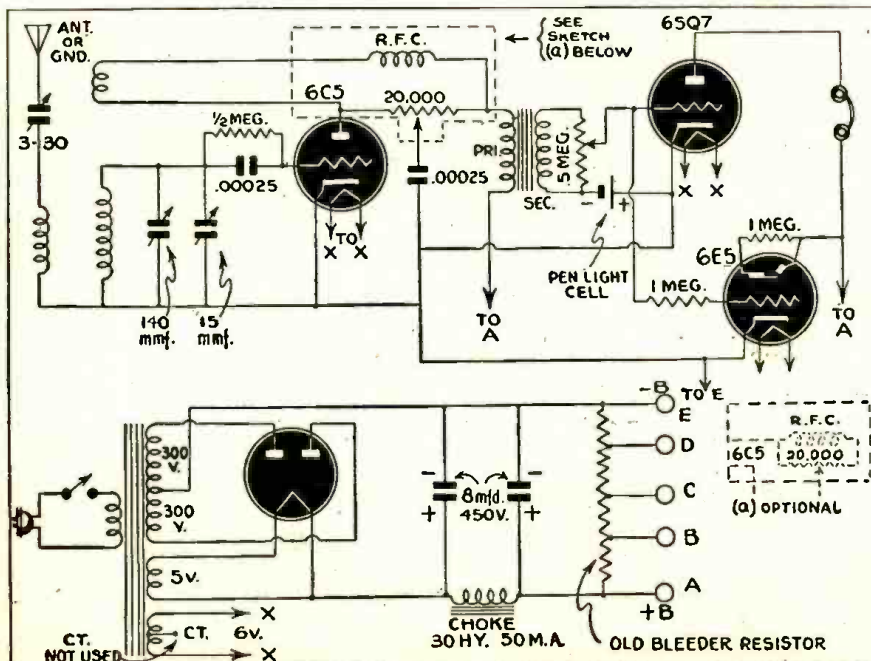 ANT.
OR
GND.
3-30
R.F.C.
6C5
20,000
½ MEG.
.00025
SEE
SKETCH
(a) BELOW
6SQ7
PRI.
SEC.
.5 MEG.
- +
.00025
X X
TO
X X
140
mmf.
15
mmf.
PEN LIGHT
CELL
1 MEG.
6E5
1 MEG.
TO
A
TO
A
-B TO E
E
D
C
B
A
+B
R.F.C.
6C5
20,000
(a) OPTIONAL
300
V.
300
V.
5V.
X
CT. 6V.
X
CT.
NOT USED
- -
8mfd.
450V.
+ +
CHOKE
30 HY. 50 M.A.
OLD BLEEDER RESISTOR